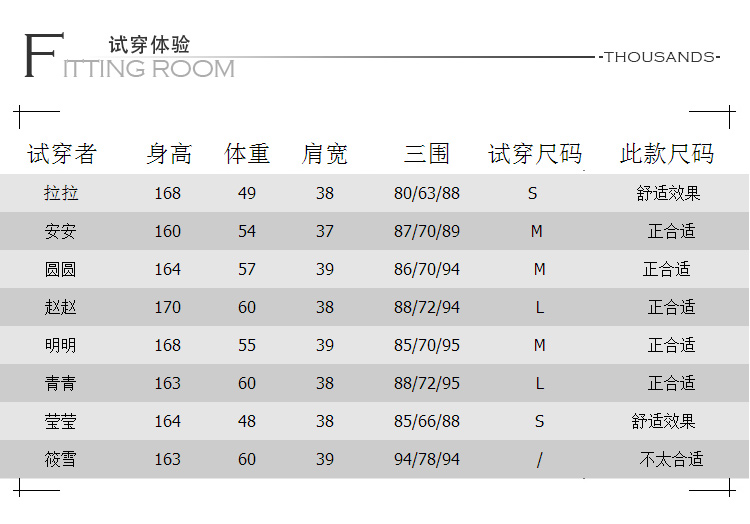 试穿体验
FITTING ROOM
-THOUSANDS-
试穿者 身高 体重 肩宽 三围 试穿尺码 此款尺码
拉拉 168 49 38 80/63/88 S 舒适效果
安安 160 54 37 87/70/89 M 正合适
圆圆 164 57 39 86/70/94 M 正合适
赵赵 170 60 38 88/72/94 L 正合适
明明 168 55 39 85/70/95 M 正合适
青青 163 60 38 88/72/95 L 正合适
莹莹 164 48 38 85/66/88 S 舒适效果
筱雪 163 60 39 94/78/94 / 不太合适